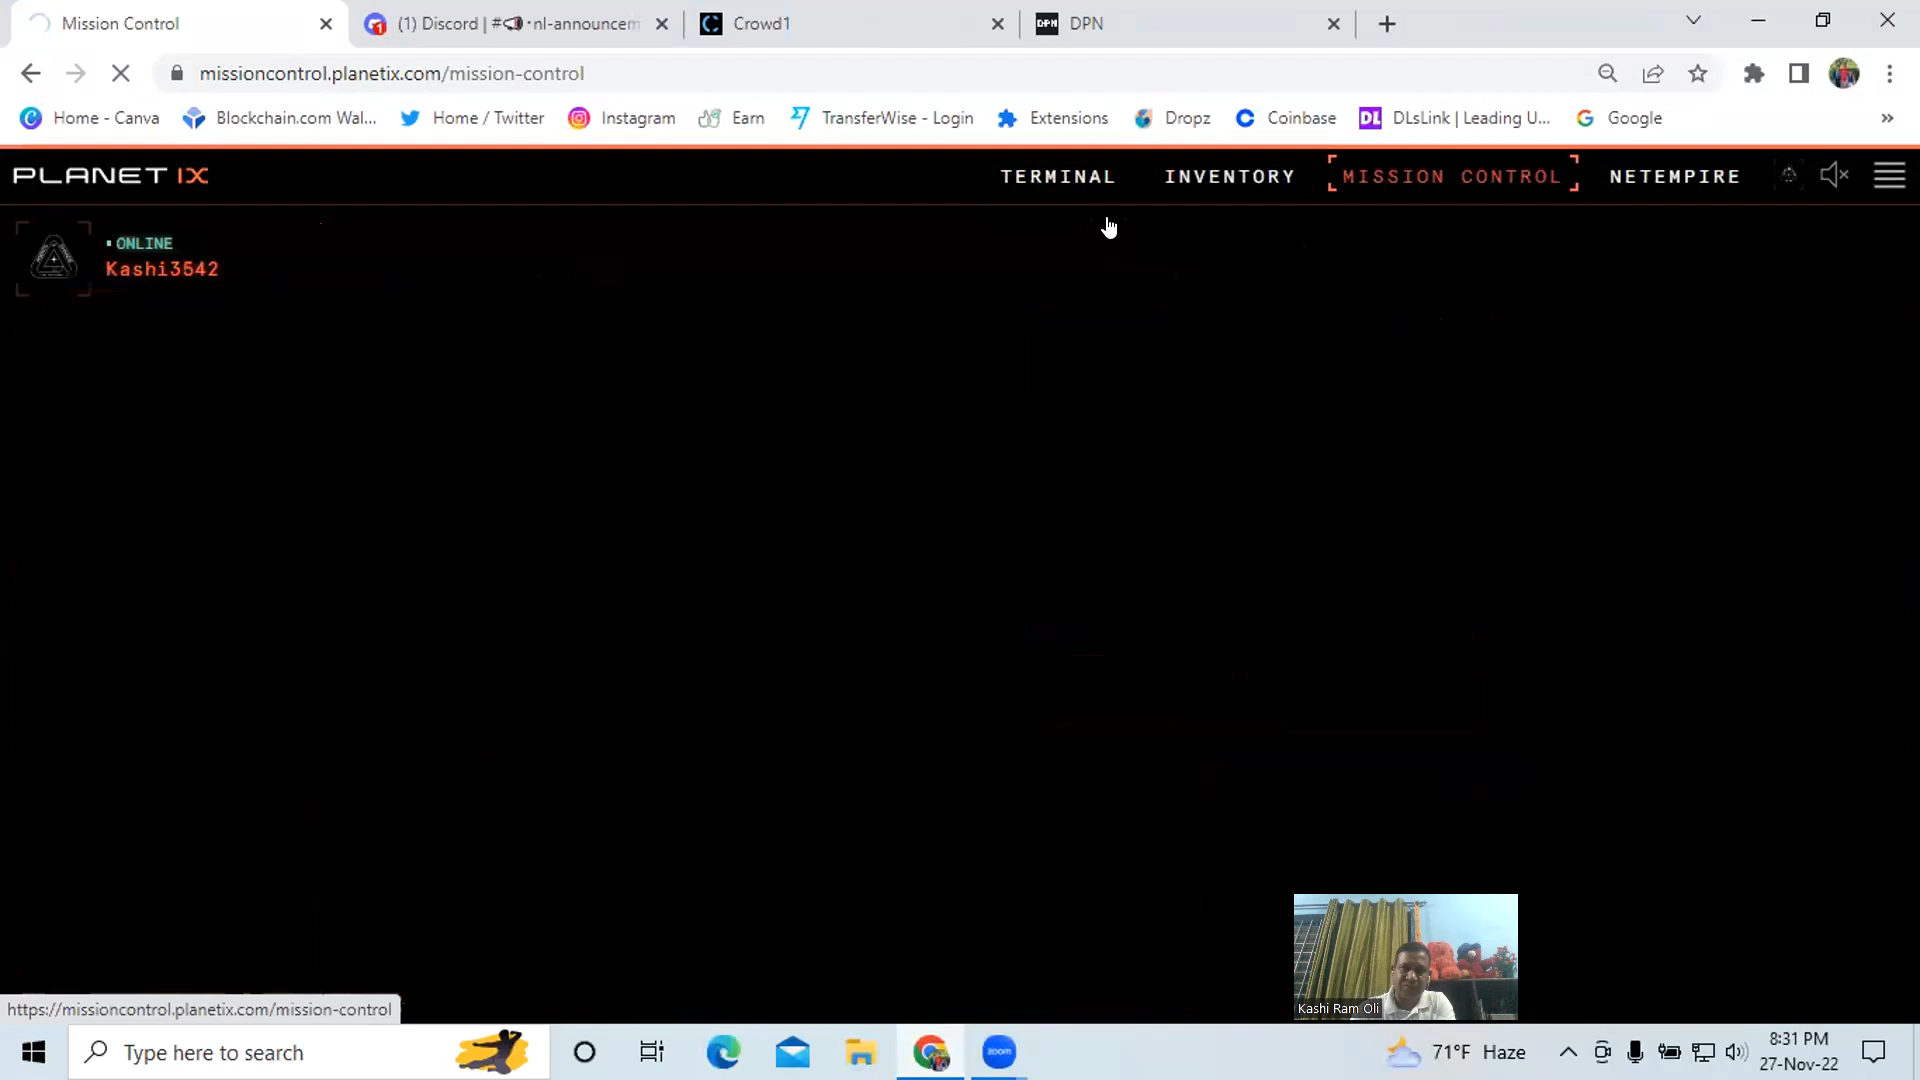 Mission Control
(1) Discord | #📢・nl-announcem
Crowd1
DPN DPN
missioncontrol.planetix.com/mission-control
Home - Canva
Blockchain.com Wal...
Home / Twitter
Instagram
Earn
TransferWise - Login
Extensions
Dropz
Coinbase
DL DLsLink | Leading U...
Google
»
PLANET IX
TERMINAL
INVENTORY
MISSION CONTROL
NETEMPIRE
ONLINE
Kashi3542
Kashi Ram Oli
https://missioncontrol.planetix.com/mission-control
Type here to search
zoom
71°F Haze
8:31 PM
27-Nov-22